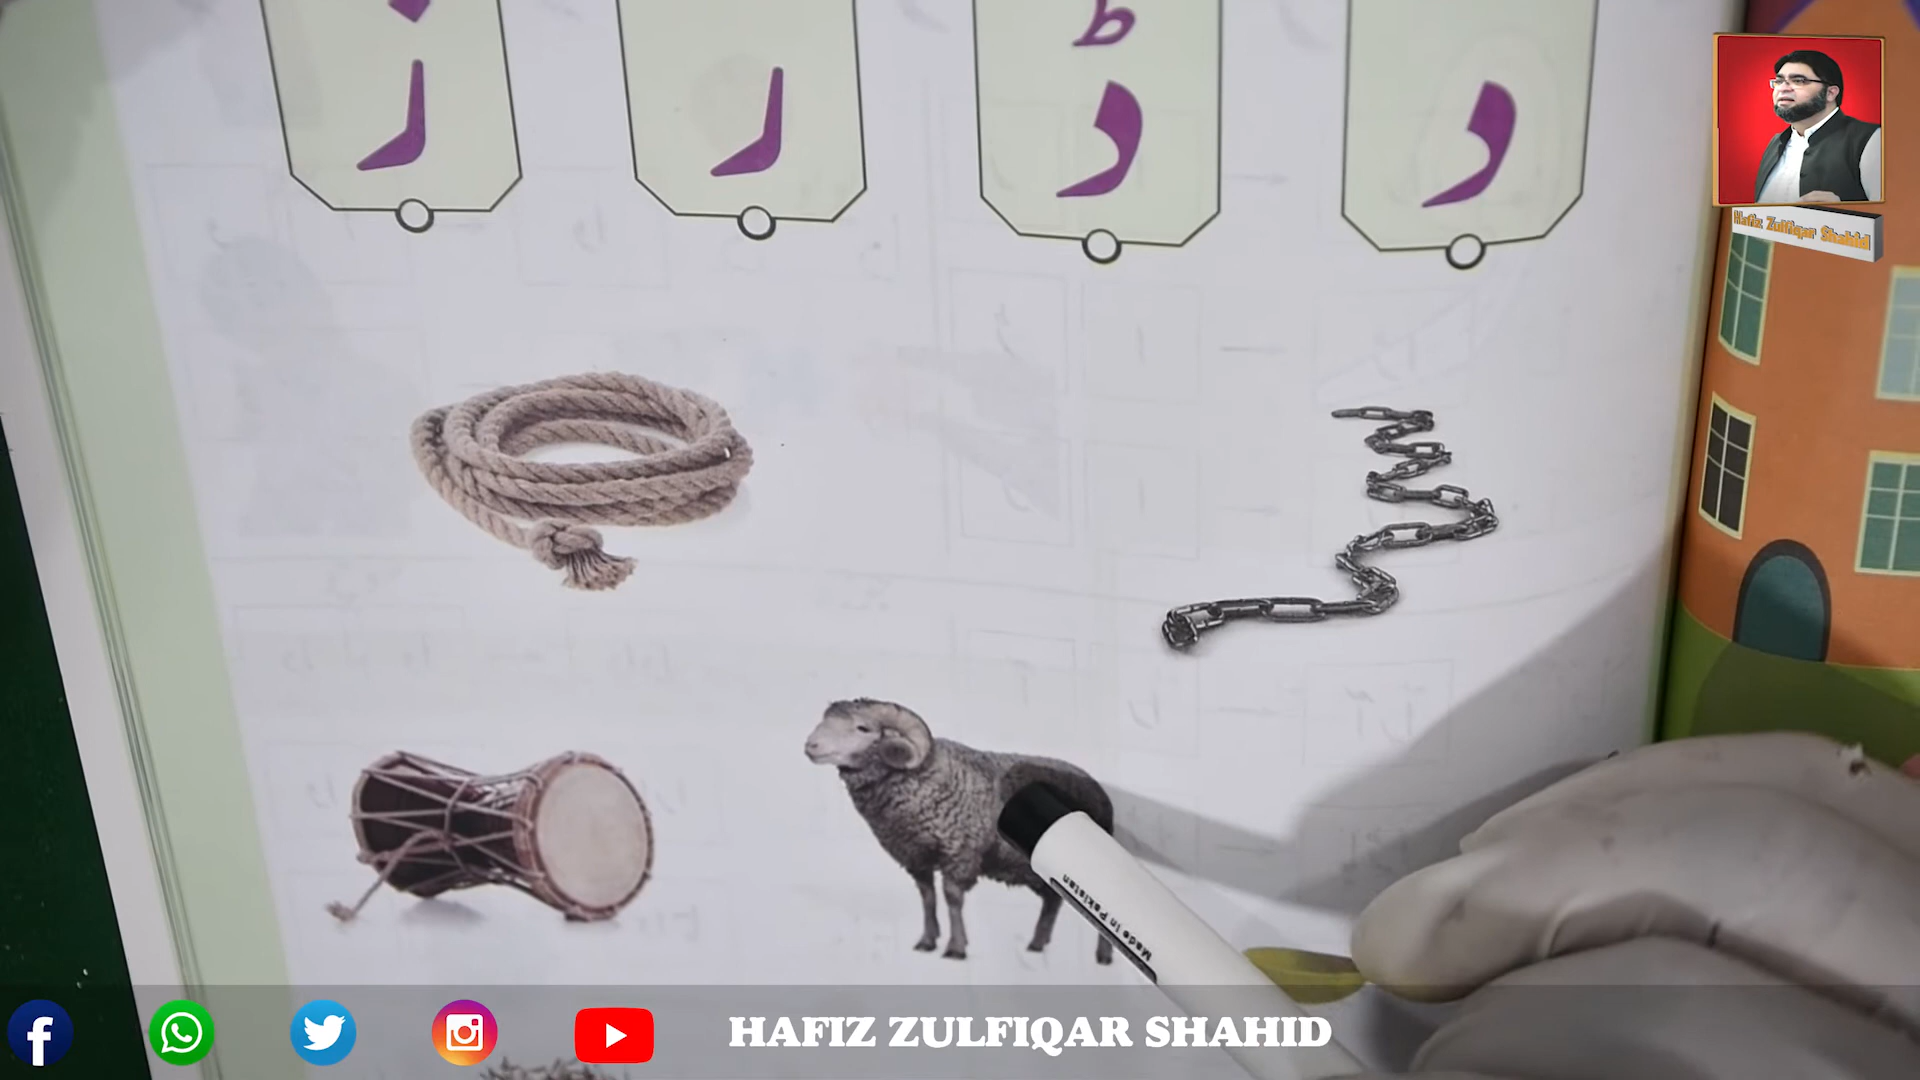 د ڈ ر ز
Hafiz Zulfiqar Shahid
Made in Pakistan
HAFIZ ZULFIQAR SHAHID